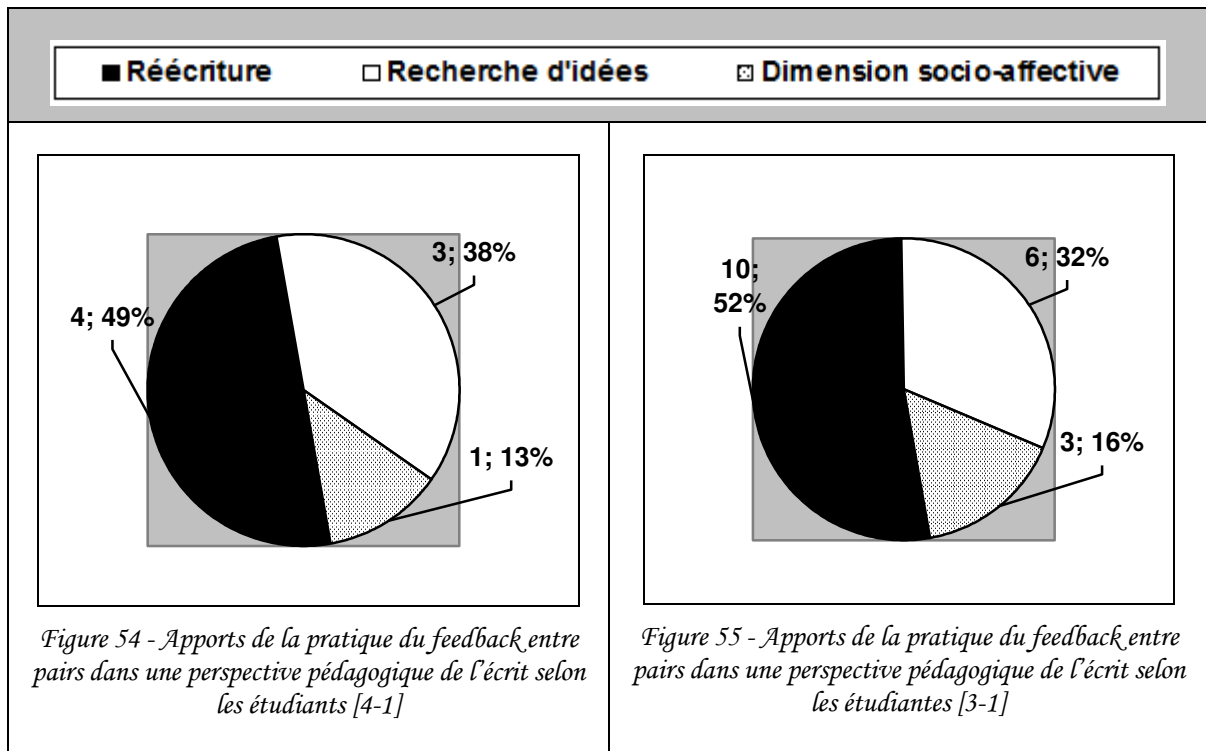 Réécriture Recherche d'idées Dimension socio-affective
3; 38%
4; 49%
1; 13%
Figure 54 - Apports de la pratique du feedback entre
pairs dans une perspective pédagogique de l'écrit selon
les étudiants [4-1]
10;
52%
6; 32%
3; 16%
Figure 55 - Apports de la pratique du feedback entre
pairs dans une perspective pédagogique de l'écrit selon
les étudiantes [3-1]